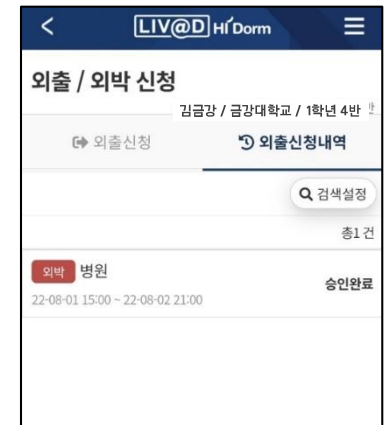 LIV@D Hi Dorm
외출 / 외박 신청
김금강 / 금강대학교 / 1학년 4반
외출신청
외출신청내역
검색설정
총1 건
외박 병원
22-08-01 15:00 ~ 22-08-02 21:00
승인완료